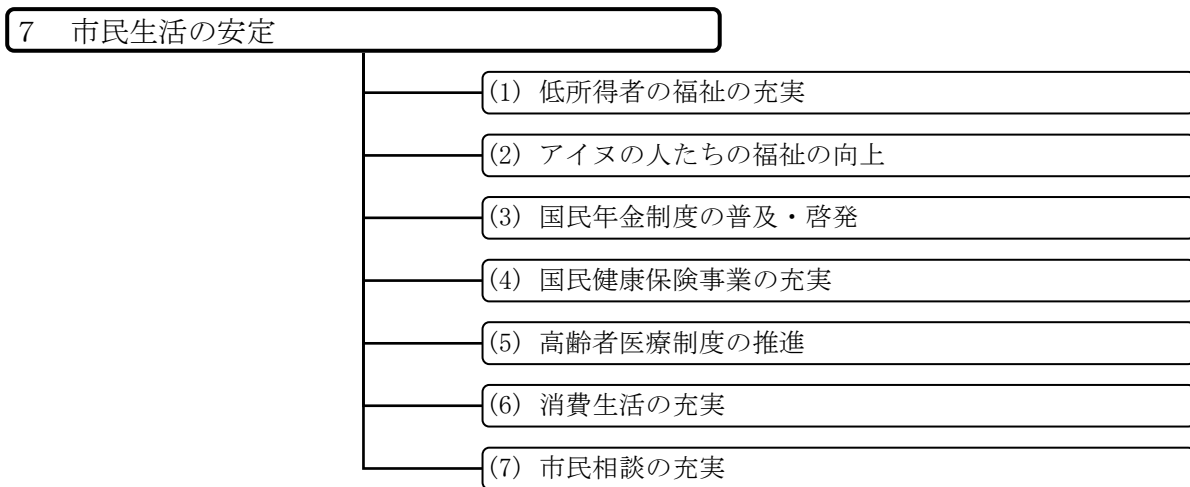 ７　市民生活の安定
(1) 低所得者の福祉の充実
(2) アイヌの人たちの福祉の向上
(3) 国民年金制度の普及・啓発
(4) 国民健康保険事業の充実
(5) 高齢者医療制度の推進
(6) 消費生活の充実
(7) 市民相談の充実